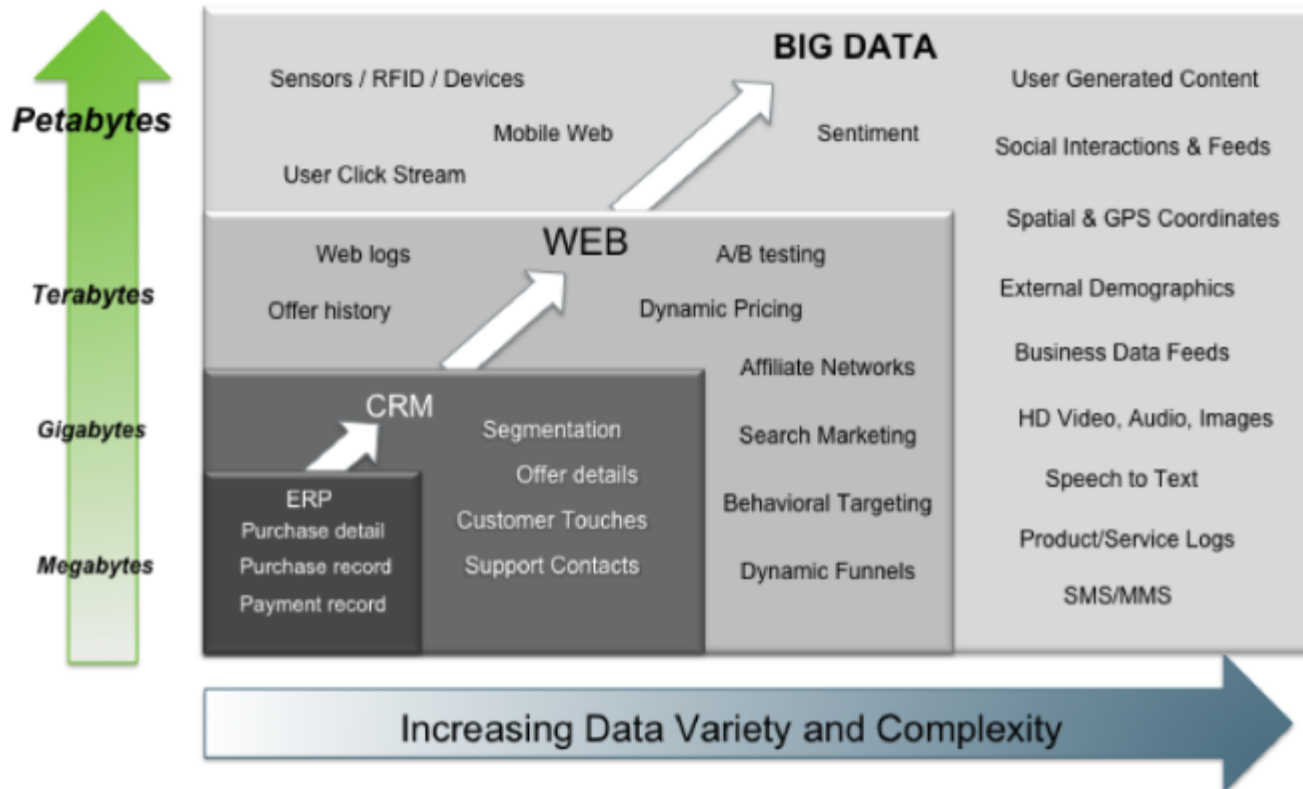 BIG DATA
Sensors / RFID / Devices
User Generated Content
Petabytes
Mobile Web
Sentiment
Social Interactions & Feeds
User Click Stream
Spatial & GPS Coordinates
WEB
Web logs
A/B testing
Terabytes
External Demographics
Offer history
Dynamic Pricing
Business Data Feeds
Affiliate Networks
CRM
Gigabytes
Segmentation
Search Marketing
HD Video, Audio, Images
Offer details
Speech to Text
ERP
Purchase detail
Customer Touches
Behavioral Targeting
Product/Service Logs
Megabytes
Purchase record
Support Contacts
Dynamic Funnels
SMS/MMS
Payment record
Increasing Data Variety and Complexity